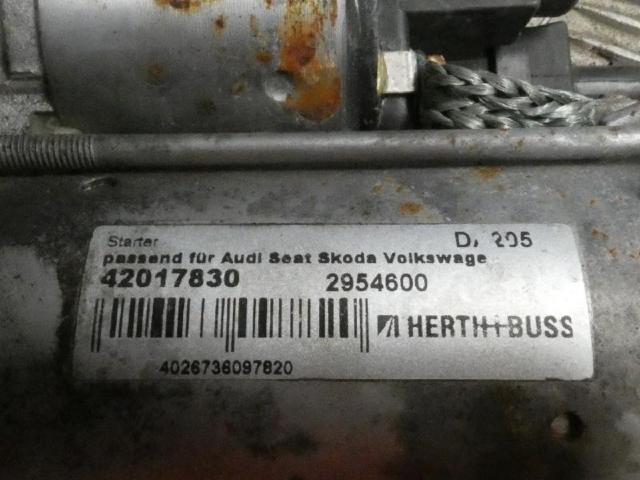 Starter
passend für Audi Seat Skoda Volkswage
42017830 2954600
HERTH+BUSS
4026736097820